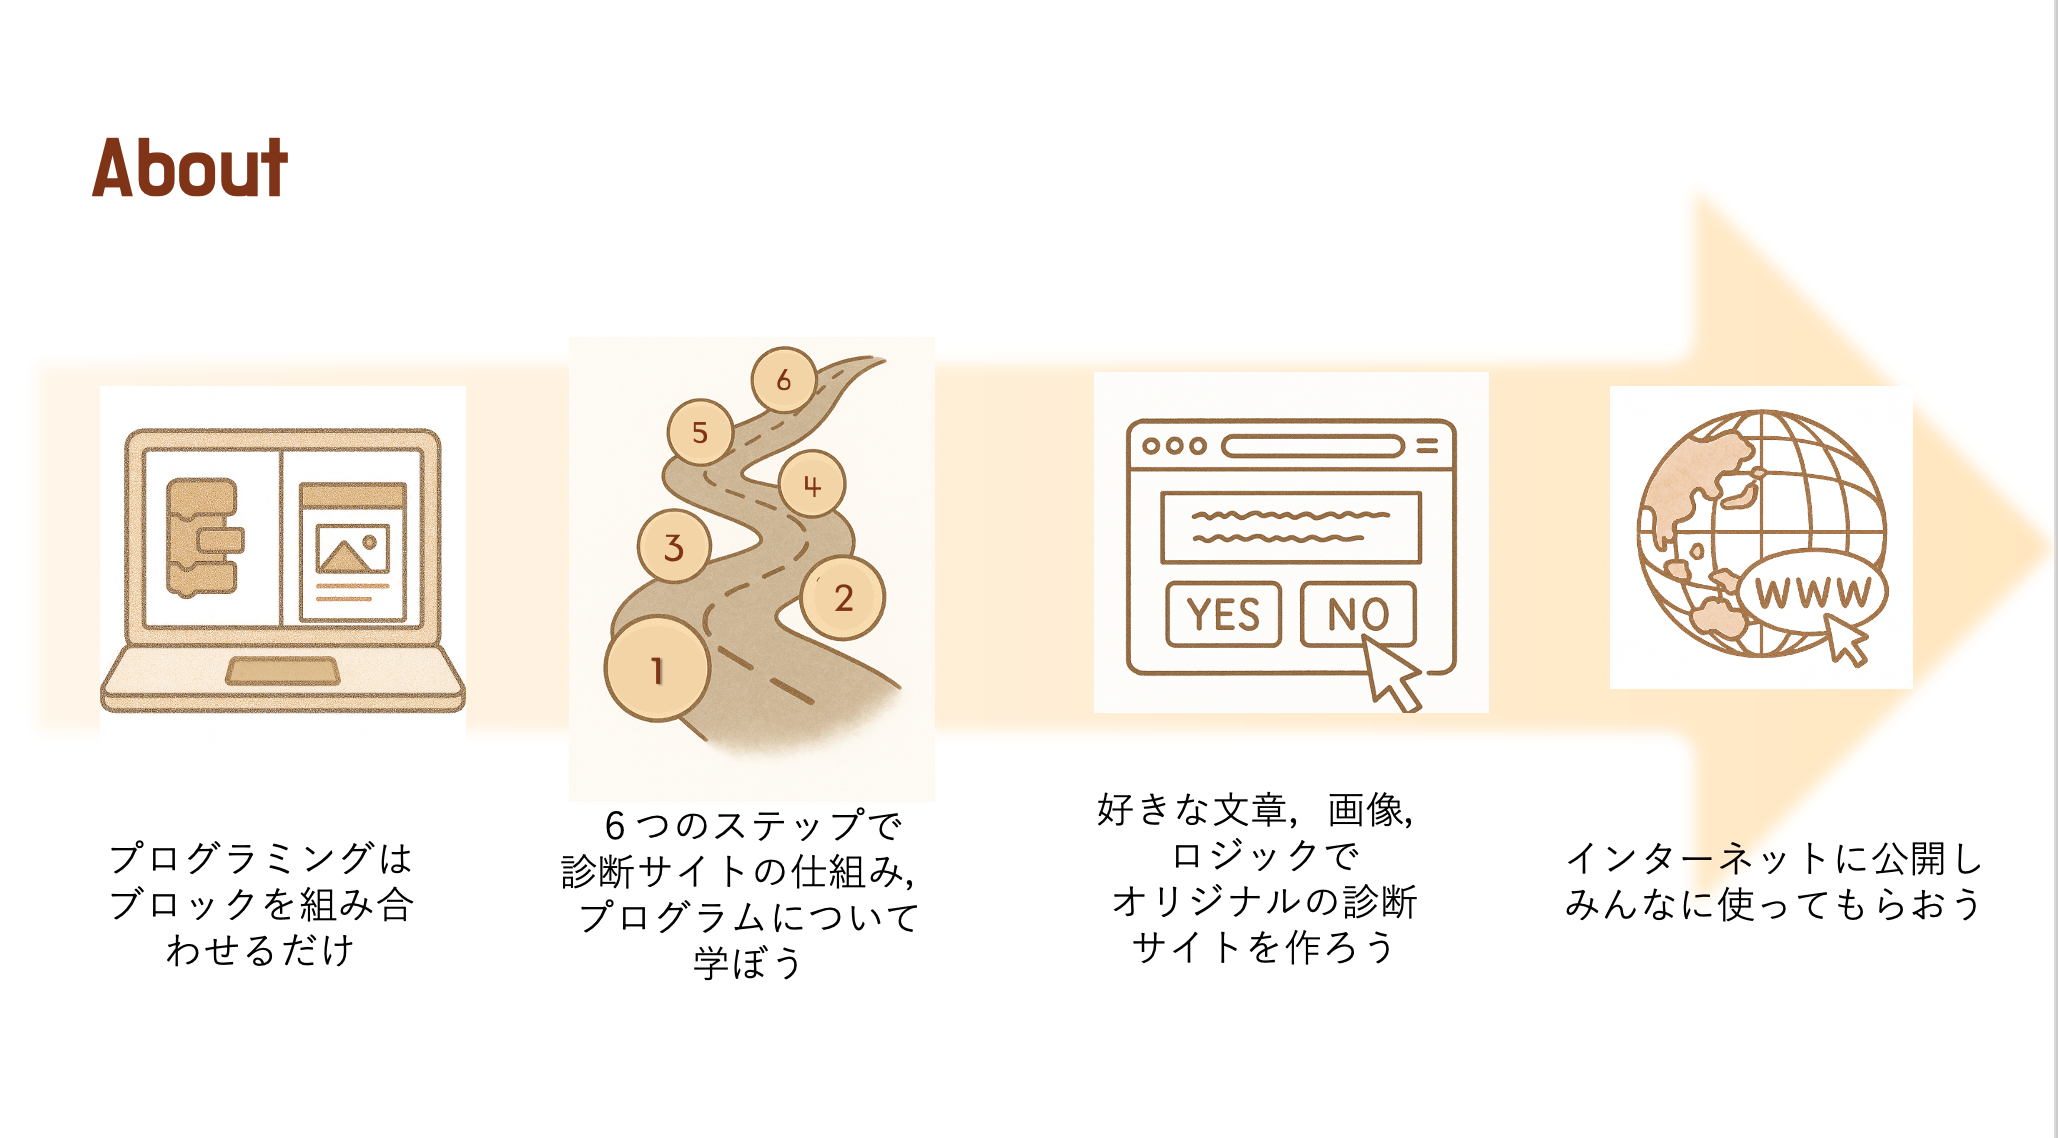 About
6
5
4
3
2
1
YES NO
WWW
プログラミングは
ブロックを組み合
わせるだけ
6つのステップで
診断サイトの仕組み,
プログラムについて
学ぼう
好きな文章, 画像,
ロジックで
オリジナルの診断
サイトを作ろう
インターネットに公開し
みんなに使ってもらおう